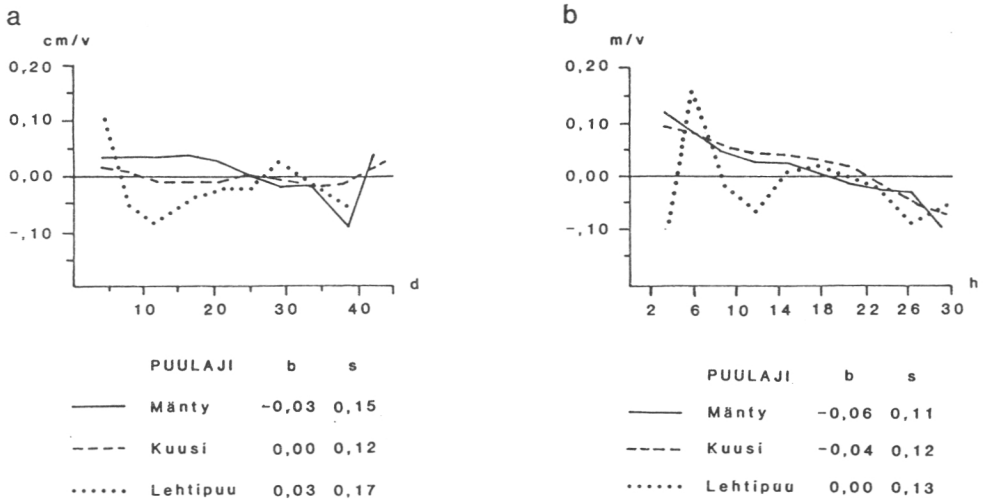 a
cm/v
0,20
0,10
0,00
-,10
10 20 30 40
d
PUULAJI b s
Mänty -0,03 0,15
Kuusi 0,00 0,12
Lehtipuu 0,03 0,17
b
m/v
0,20
0,10
0,00
-,10
2 6 10 14 18 22 26 30
h
PUULAJI b s
Mänty -0,06 0,11
Kuusi -0,04 0,12
Lehtipuu 0,00 0,13